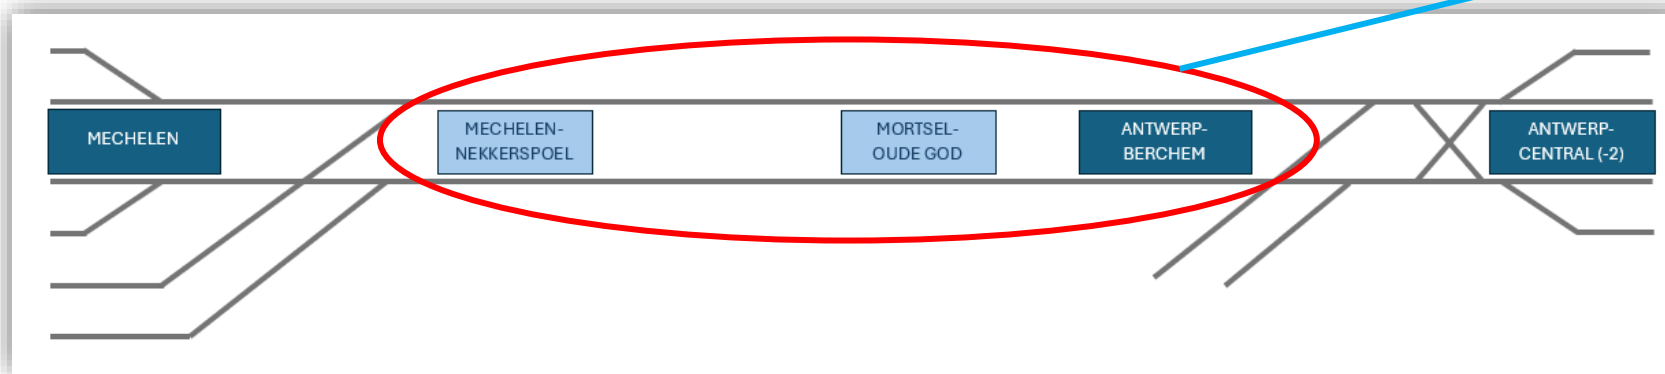 MECHELEN
MECHELEN-
NEKKERSPOEL
MORTSEL-
OUDE GOD
ANTWERP-
BERCHEM
ANTWERP-
CENTRAL (-2)